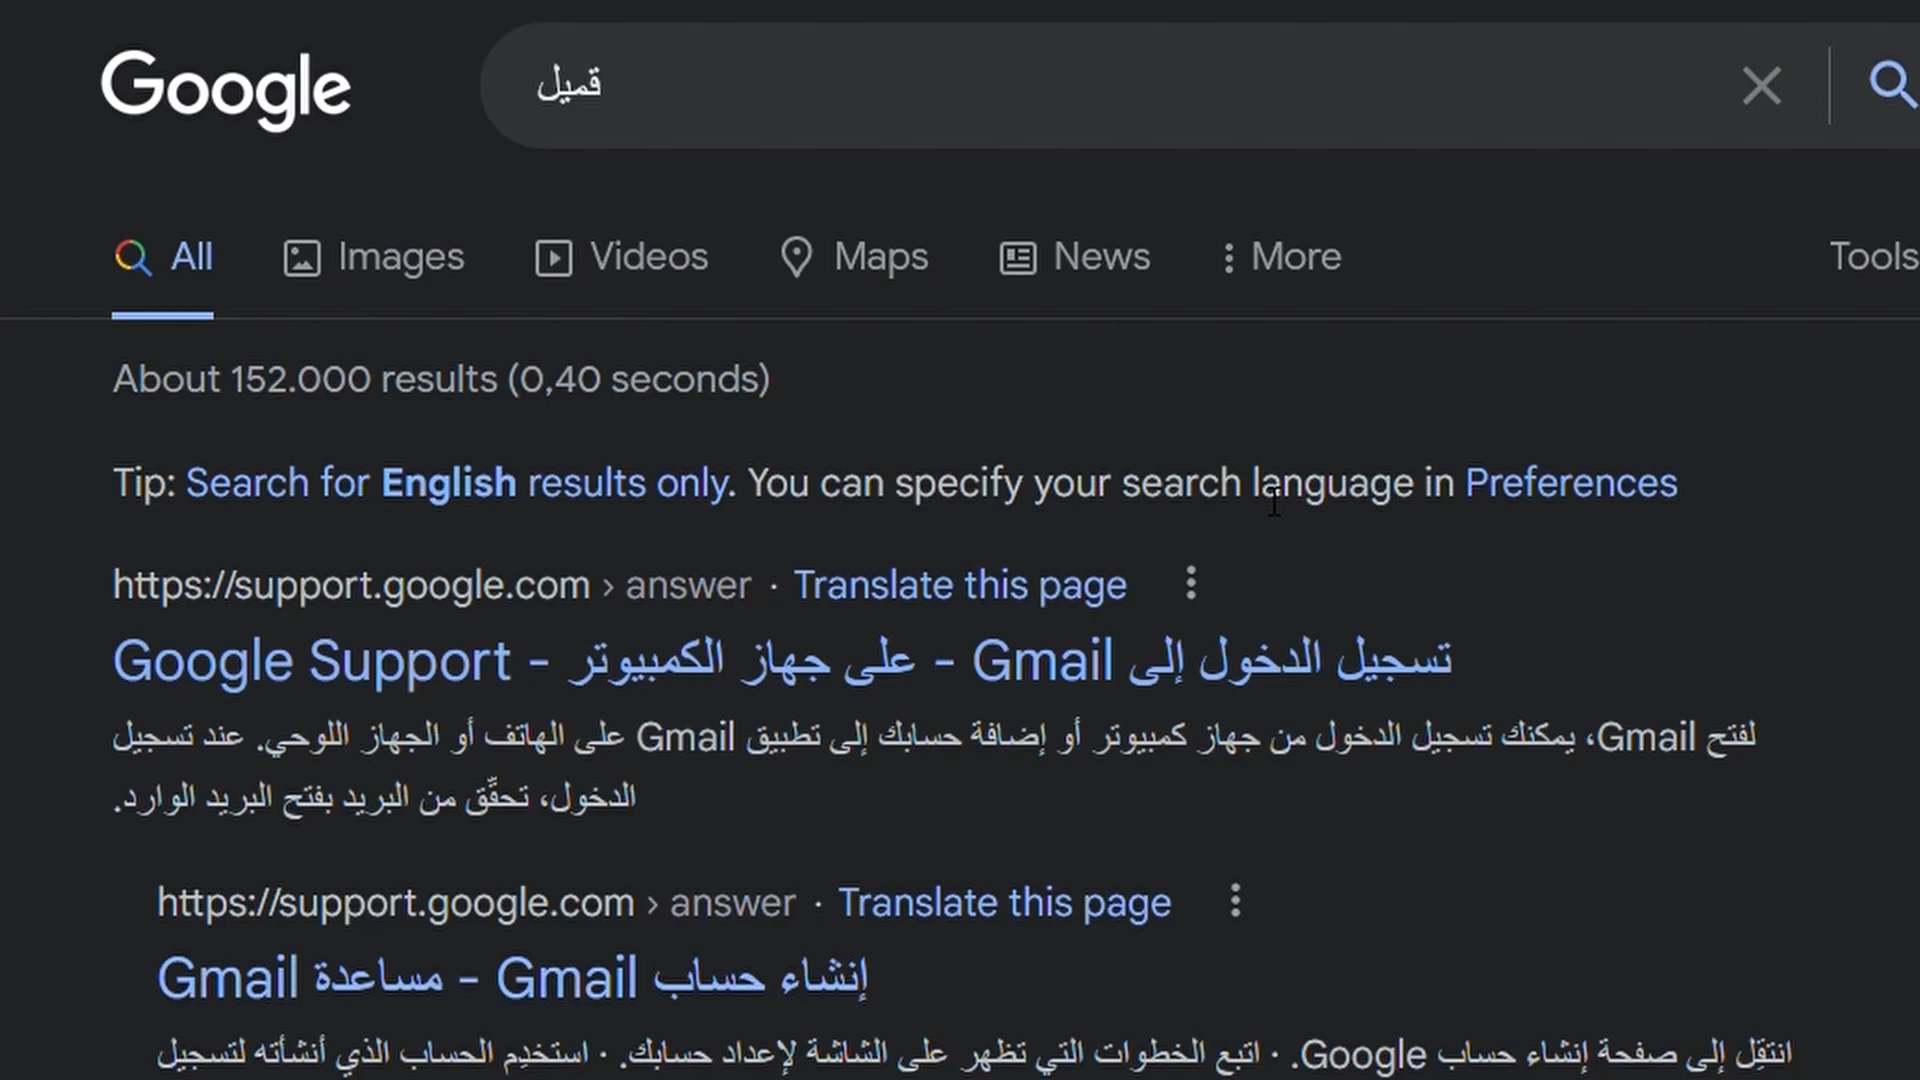 Google
قميل
All Images Videos Maps News More Tools
About 152.000 results (0,40 seconds)
Tip: Search for English results only. You can specify your search language in Preferences
https://support.google.com › answer · Translate this page
تسجيل الدخول إلى Gmail - على جهاز الكمبيوتر - Google Support
لفتح Gmail، يمكنك تسجيل الدخول من جهاز كمبيوتر أو إضافة حسابك إلى تطبيق Gmail على الهاتف أو الجهاز اللوحي. عند تسجيل
الدخول، تحقَّق من البريد بفتح البريد الوارد.
https://support.google.com › answer · Translate this page
إنشاء حساب Gmail - مساعدة Gmail
انتقِل إلى صفحة إنشاء حساب Google. · اتبع الخطوات التي تظهر على الشاشة لإعداد حسابك. · استخدِم الحساب الذي أنشأته لتسجيل